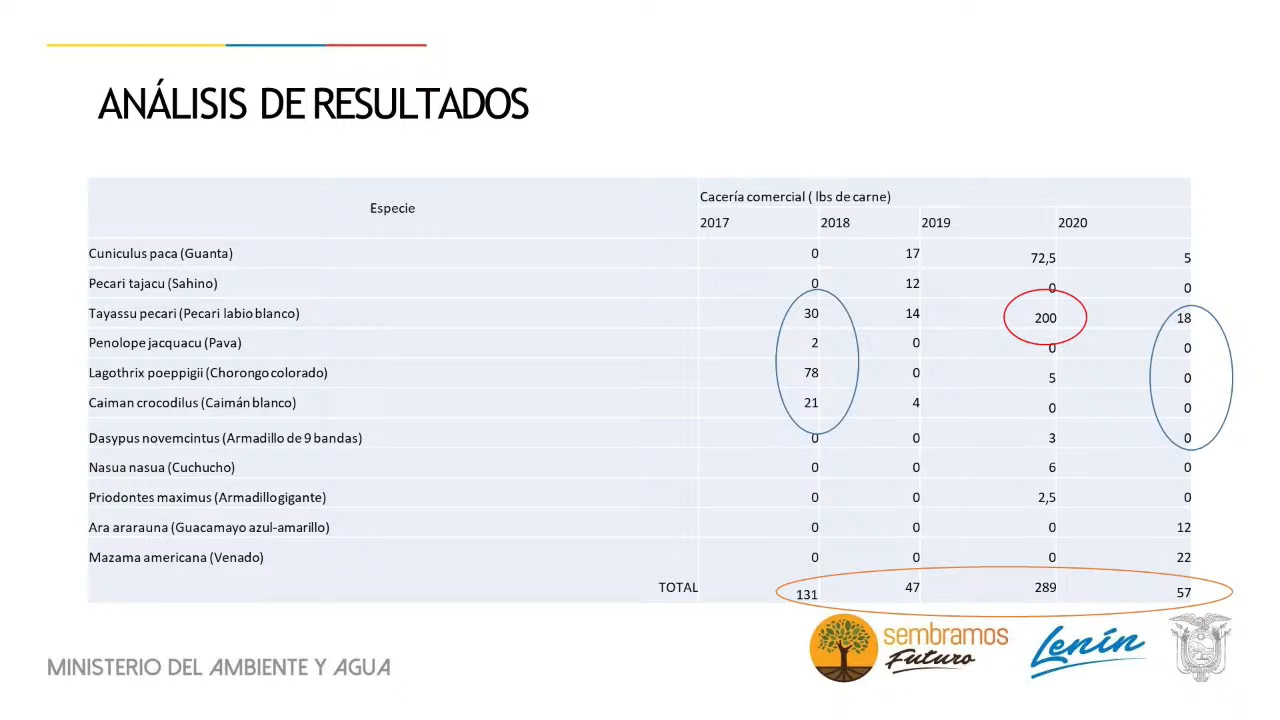 ANÁLISIS DE RESULTADOS
Especie
Cacería comercial ( lbs de carne)
2017 2018 2019 2020
Cuniculus paca (Guanta) 0 17 72,5 5
Pecari tajacu (Sahino) 0 12 0 0
Tayassu pecari (Pecari labio blanco) 30 14 200 18
Penolope jacquacu (Pava) 2 0 0 0
Lagothrix poeppigii (Chorongo colorado) 78 0 5 0
Caiman crocodilus (Caimán blanco) 21 4 0 0
Dasypus novemcintus (Armadillo de 9 bandas) 0 0 3 0
Nasua nasua (Cuchucho) 0 0 6 0
Priodontes maximus (Armadillo gigante) 0 0 2,5 0
Ara ararauna (Guacamayo azul-amarillo) 0 0 0 12
Mazama americana (Venado) 0 0 0 22
TOTAL 131 47 289 57
sembramos
Futuro
Lenín
MINISTERIO DEL AMBIENTE Y AGUA